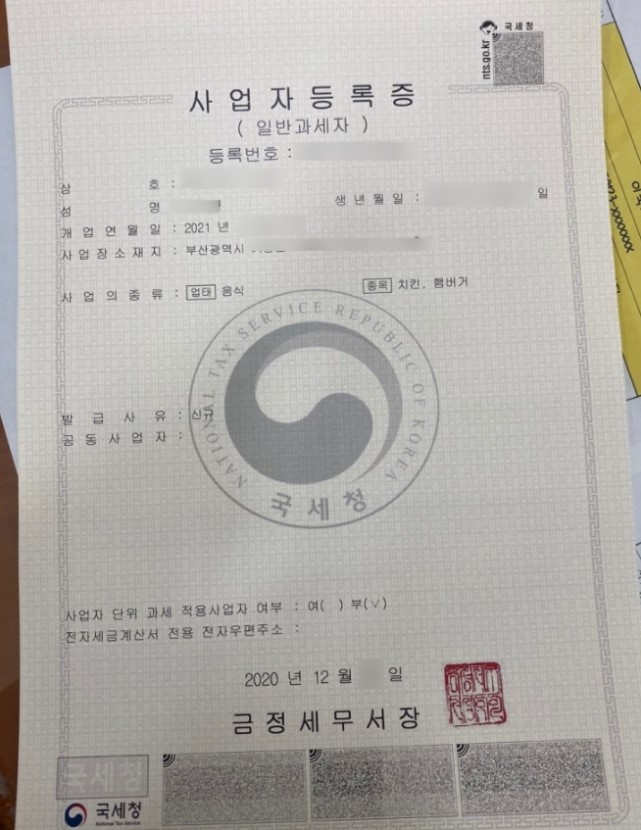 국세청
nts.go.kr
사업자등록증
( 일반과세자 )
등록번호 :
상 호 :
성 명 생년월일 : 일
개업연월일 : 2021 년
사업장소재지 : 부산광역시
사업의종류 : 업태 음식 종목 치킨, 햄버거
NATIONAL TAX SERVICE REPUBLIC OF KOREA
발급사유 : 신규
공동사업자 :
국세청
사업자 단위 과세 적용사업자 여부 : 여( ) 부(∨)
전자세금계산서 전용 전자우편주소 :
2020 년 12 월 일
금정세무서장
국세청
국세청
National Tax Service